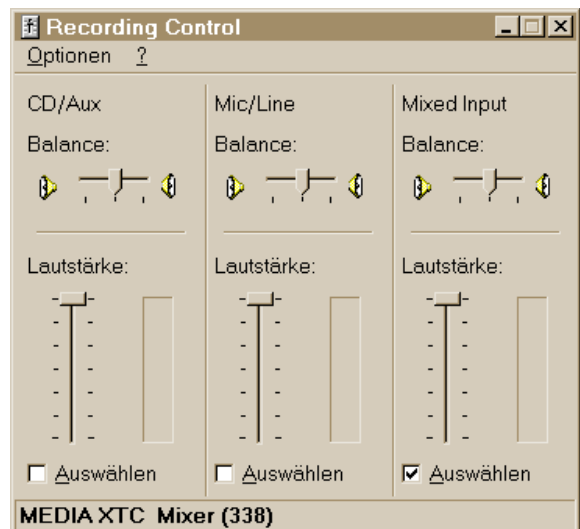 Recording Control
Optionen ?
CD/Aux Mic/Line Mixed Input
Balance: Balance: Balance:
Lautstärke: Lautstärke: Lautstärke:
Auswählen Auswählen Auswählen
MEDIA XTC Mixer (338)